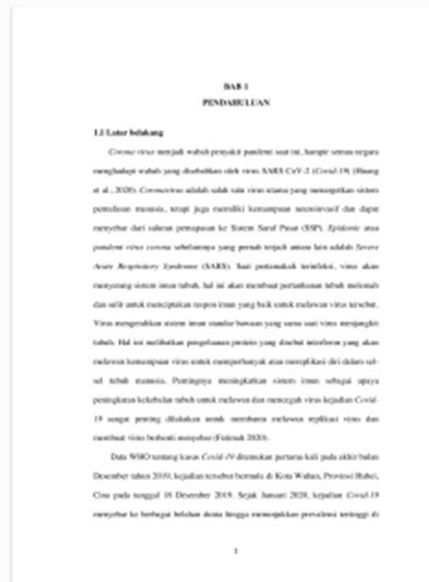 BAB 1
PENDAHULUAN
1.1 Latar belakang
Corona virus menjadi wabah penyakit pandemi saat ini, hampir semua negara
menghadapi wabah yang disebabkan oleh virus SARS CoV-2 (Covid-19) (Huang
et al., 2020). Coronavirus adalah salah satu virus utama yang menargetkan sistem
pernafasan manusia, tetapi juga memiliki kemampuan neuroinvasif dan dapat
menyebar dari saluran pernapasan ke Sistem Saraf Pusat (SSP). Epidemic atau
pandemi virus corona sebelumnya yang pernah terjadi antara lain adalah Severe
Acute Respiratory Syndrome (SARS). Saat pertamakali terinfeksi, virus akan
menyerang sistem imun tubuh, hal ini akan membuat pertahanan tubuh melemah
dan sulit untuk menciptakan respon imun yang baik untuk melawan virus tersebut.
Virus mengerahkan sistem imun standar bawaan yang sama saat virus menjangkit
tubuh. Hal ini melibatkan pengeluaran protein yang disebut interferon yang akan
melawan kemampuan virus untuk memperbanyak atau mereplikasi diri dalam sel-
sel tubuh manusia. Pentingnya meningkatkan sistem imun sebagai upaya
peningkatan kekebalan tubuh untuk melawan dan mencegah virus kejadian Covid-
19 sangat penting dilakukan untuk membantu melawan replikasi virus dan
membuat virus berhenti menyebar (Fatimah 2020).
Data WHO tentang kasus Covid-19 ditemukan pertama kali pada akhir bulan
Desember tahun 2019, kejadian tersebut bermula di Kota Wuhan, Provinsi Hubei,
Cina pada tanggal 18 Desember 2019. Sejak Januari 2020, kejadian Covid-19
menyebar ke berbagai belahan dunia hingga menunjukkan prevalensi tertinggi di
1